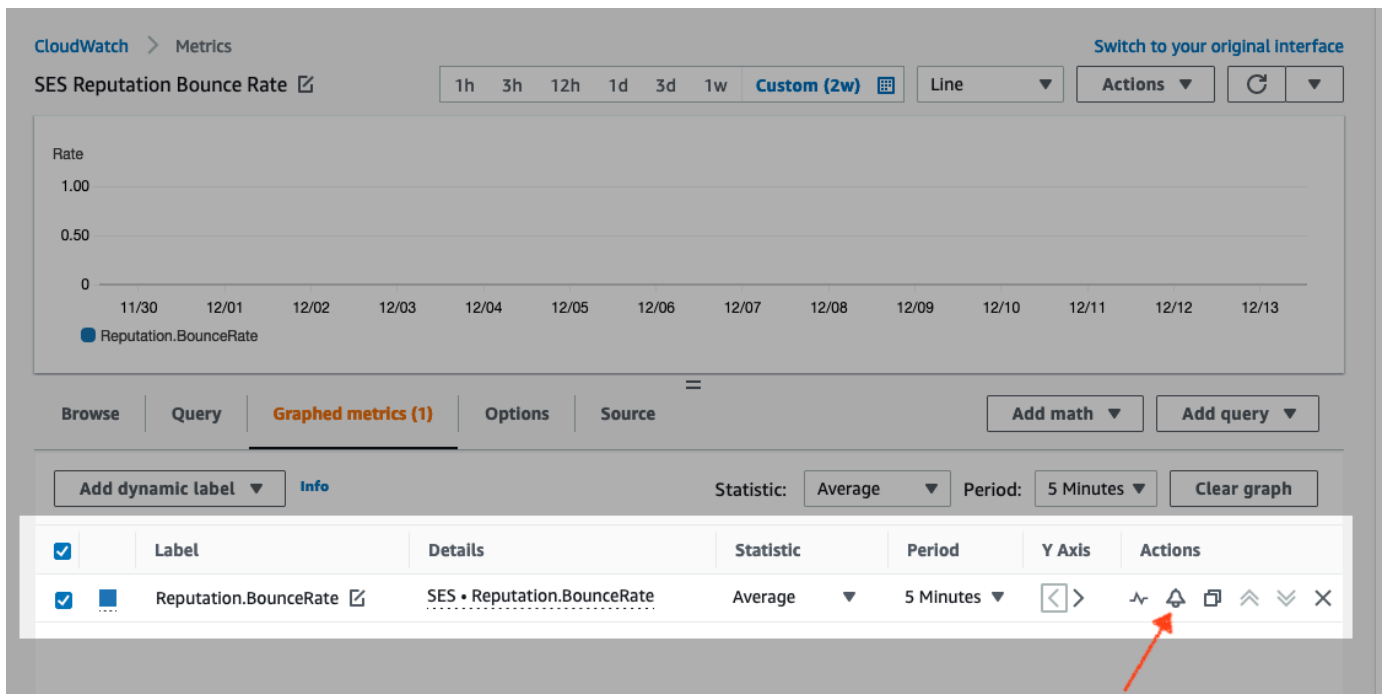 CloudWatch > Metrics
Switch to your original interface
SES Reputation Bounce Rate
1h 3h 12h 1d 3d 1w Custom (2w) Line Actions
Rate
1.00
0.50
0
11/30 12/01 12/02 12/03 12/04 12/05 12/06 12/07 12/08 12/09 12/10 12/11 12/12 12/13
Reputation.BounceRate
Browse Query Graphed metrics (1) Options Source Add math Add query
Add dynamic label Info Statistic: Average Period: 5 Minutes Clear graph
Label Details Statistic Period Y Axis Actions
Reputation.BounceRate SES • Reputation.BounceRate Average 5 Minutes < >